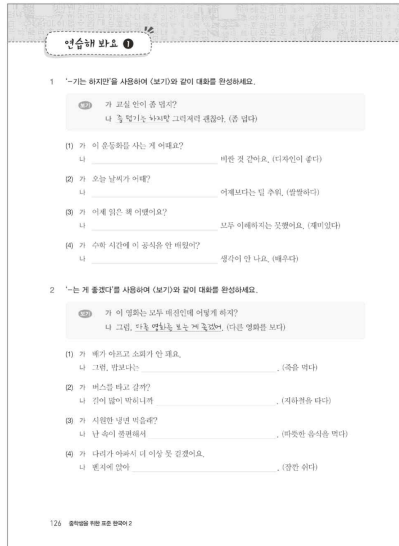 연습해 봐요 ❶
1 '-기는 하지만'을 사용하여 <보기>와 같이 대화를 완성하세요.
보기 가 교실 안이 좀 덥지?
나 좀 덥기는 하지만 그럭저럭 괜찮아. (좀 덥다)
(1) 가 이 운동화를 사는 게 어때요?
나 비싼 것 같아요. (디자인이 좋다)
(2) 가 오늘 날씨가 어때?
나 어제보다는 덜 추워. (쌀쌀하다)
(3) 가 어제 읽은 책 어땠어요?
나 모두 이해하지는 못했어요. (재미있다)
(4) 가 수학 시간에 이 공식을 안 배웠어?
나 생각이 안 나요. (배우다)
2 '-는 게 좋겠다'를 사용하여 <보기>와 같이 대화를 완성하세요.
보기 가 이 영화는 모두 매진인데 어떻게 하지?
나 그럼, 다른 영화를 보는 게 좋겠어. (다른 영화를 보다)
(1) 가 배가 아프고 소화가 안 돼요.
나 그럼, 밥보다는 . (죽을 먹다)
(2) 가 버스를 타고 갈까?
나 길이 많이 막히니까 . (지하철을 타다)
(3) 가 시원한 냉면 먹을래?
나 난 속이 불편해서 . (따뜻한 음식을 먹다)
(4) 가 다리가 아파서 더 이상 못 걷겠어요.
나 벤치에 앉아 . (잠깐 쉬다)
126 중학생을 위한 표준 한국어 2